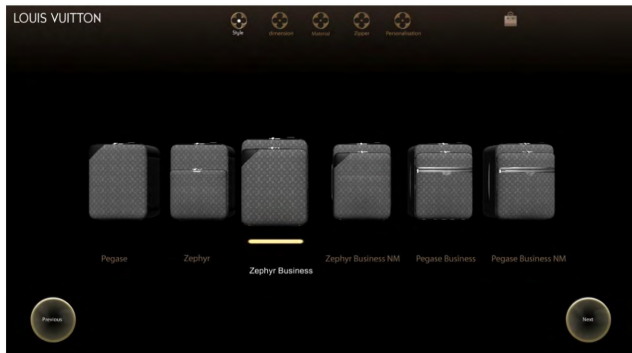 LOUIS VUITTON
Style
dimension
Material
Zipper
Personalisation
Pegase
Zephyr
Zephyr Business
Zephyr Business NM
Pegase Business
Pegase Business NM
Previous
Next